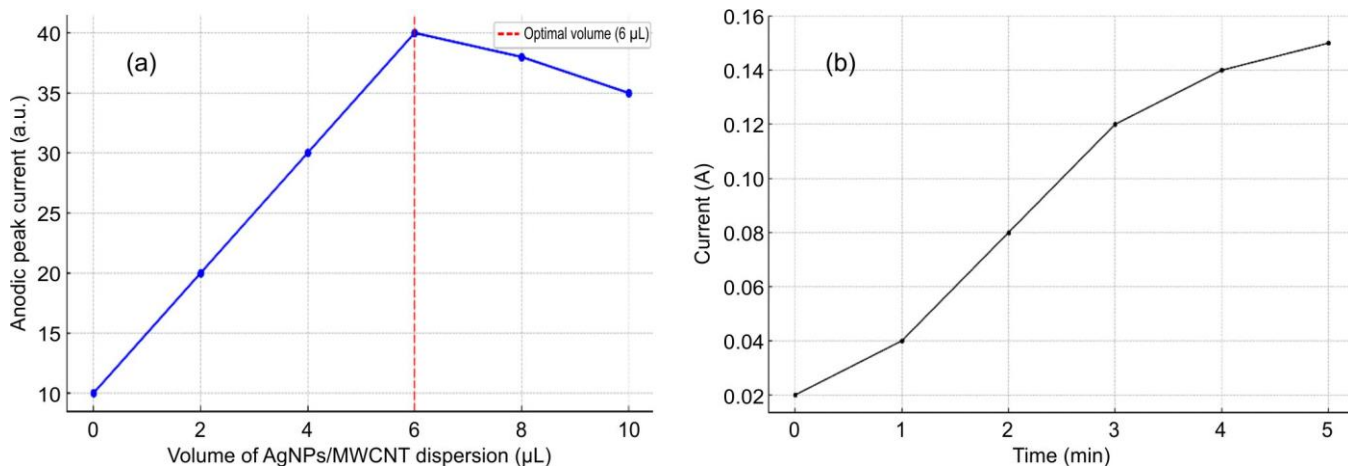 (a)
Optimal volume (6 µL)
Anodic peak current (a.u.)
40
35
30
25
20
15
10
0 2 4 6 8 10
Volume of AgNPs/MWCNT dispersion (µL)
(b)
Current (A)
0.16
0.14
0.12
0.10
0.08
0.06
0.04
0.02
0 1 2 3 4 5
Time (min)